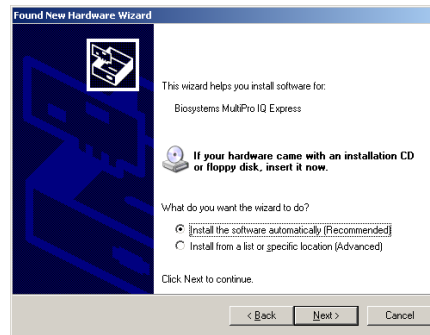 Found New Hardware Wizard
This wizard helps you install software for:
Biosystems MultiPro IQ Express
If your hardware came with an installation CD
or floppy disk, insert it now.
What do you want the wizard to do?
Install the software automatically (Recommended)
Install from a list or specific location (Advanced)
Click Next to continue.
< Back Next > Cancel